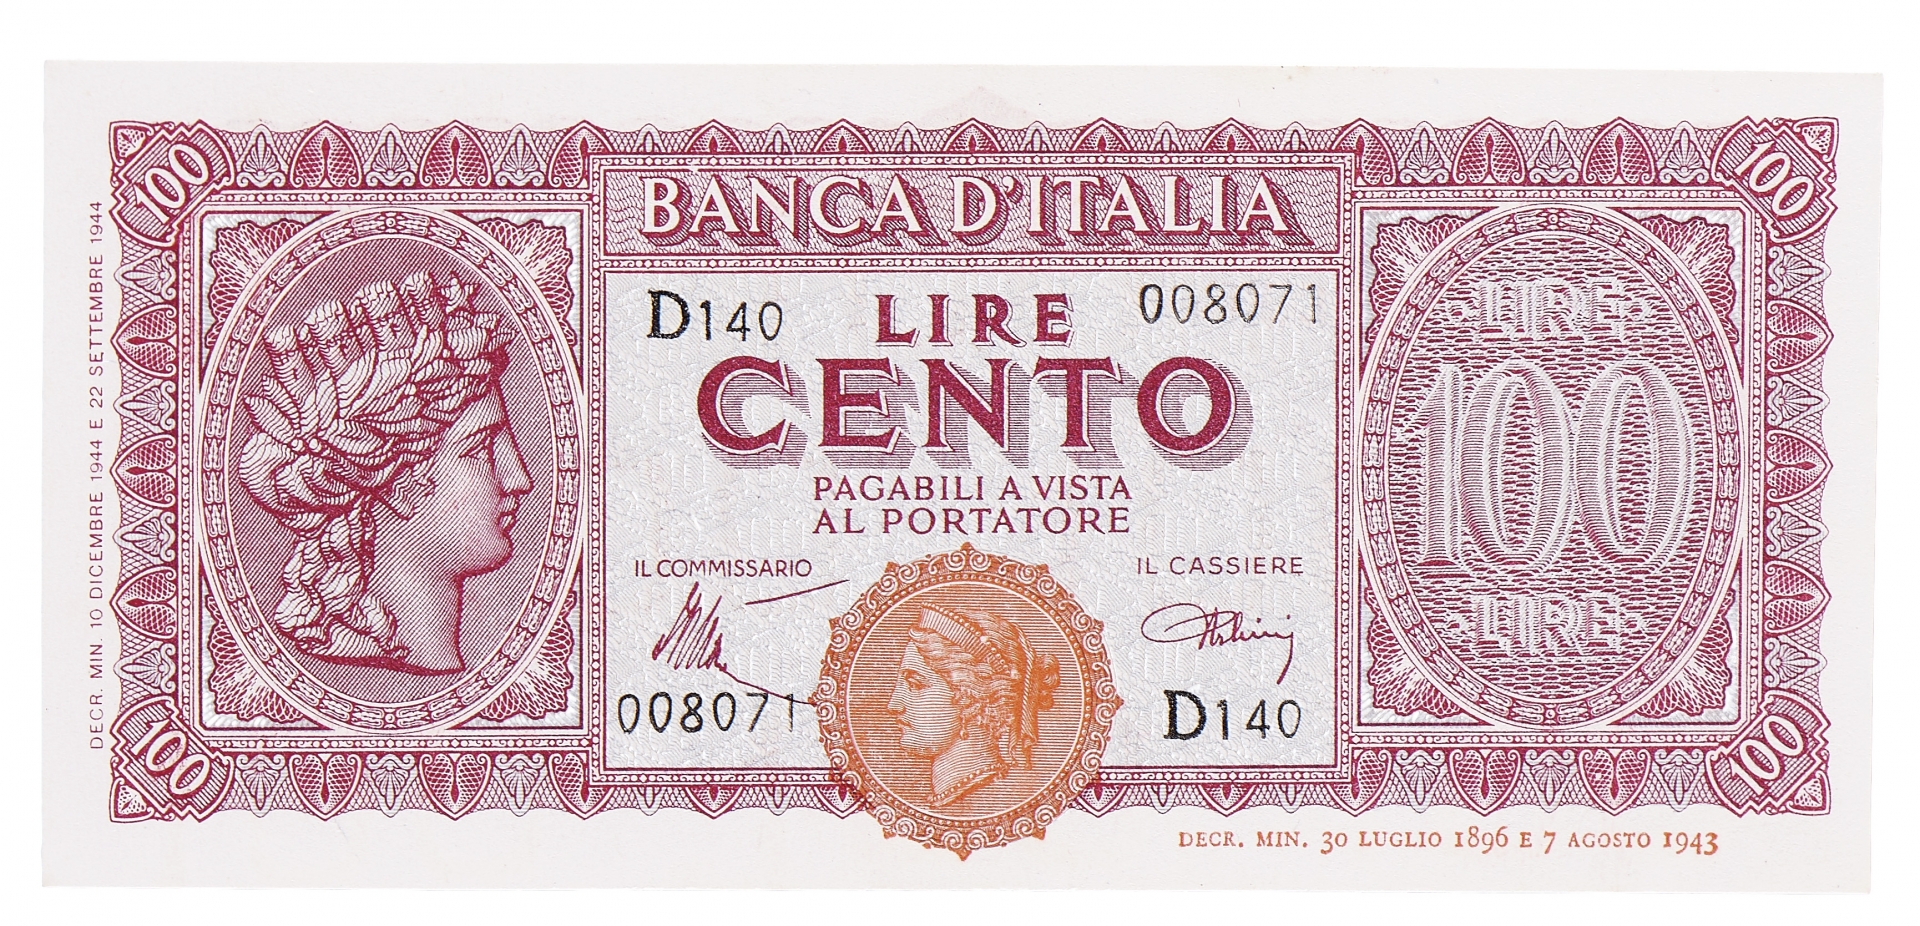 100
100
BANCA D'ITALIA
D140
LIRE
008071
CENTO
PAGABILI A VISTA
AL PORTATORE
IL COMMISSARIO
IL CASSIERE
008071
D140
LIRE
100
LIRE
100
100
DECR. MIN. 10 DICEMBRE 1944 E 22 SETTEMBRE 1944
DECR. MIN. 30 LUGLIO 1896 E 7 AGOSTO 1943